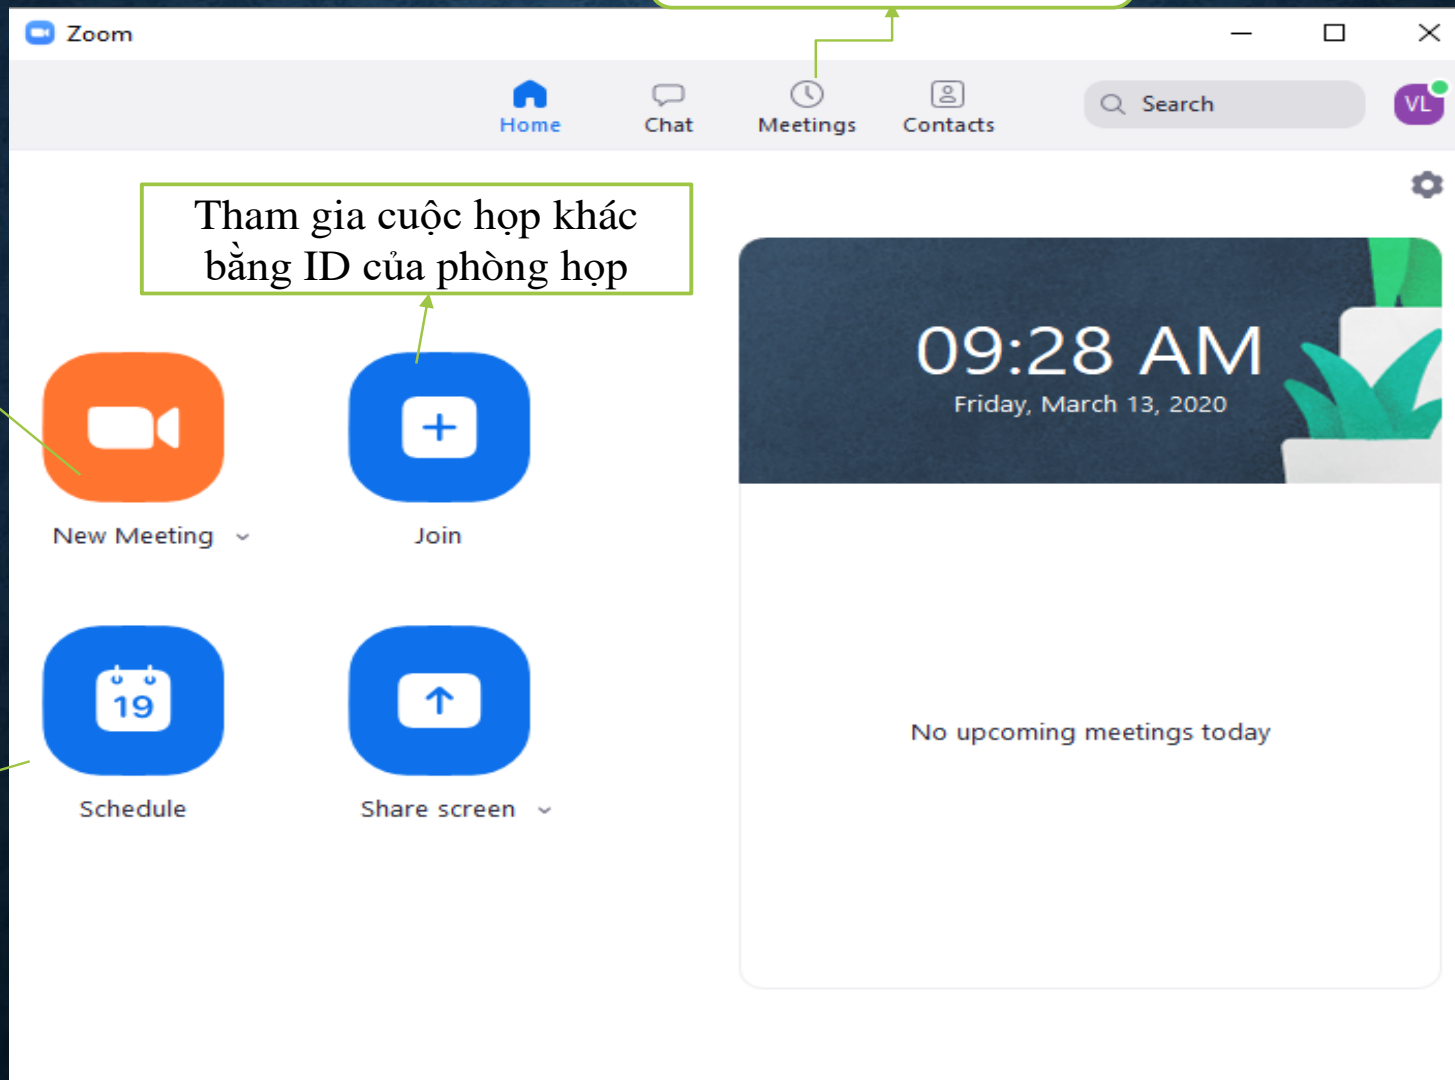 Zoom
Home
Chat
Meetings
Contacts
Search
VL
Tham gia cuộc họp khác
bằng ID của phòng họp
09:28 AM
Friday, March 13, 2020
New Meeting
Join
19
Schedule
Share screen
No upcoming meetings today